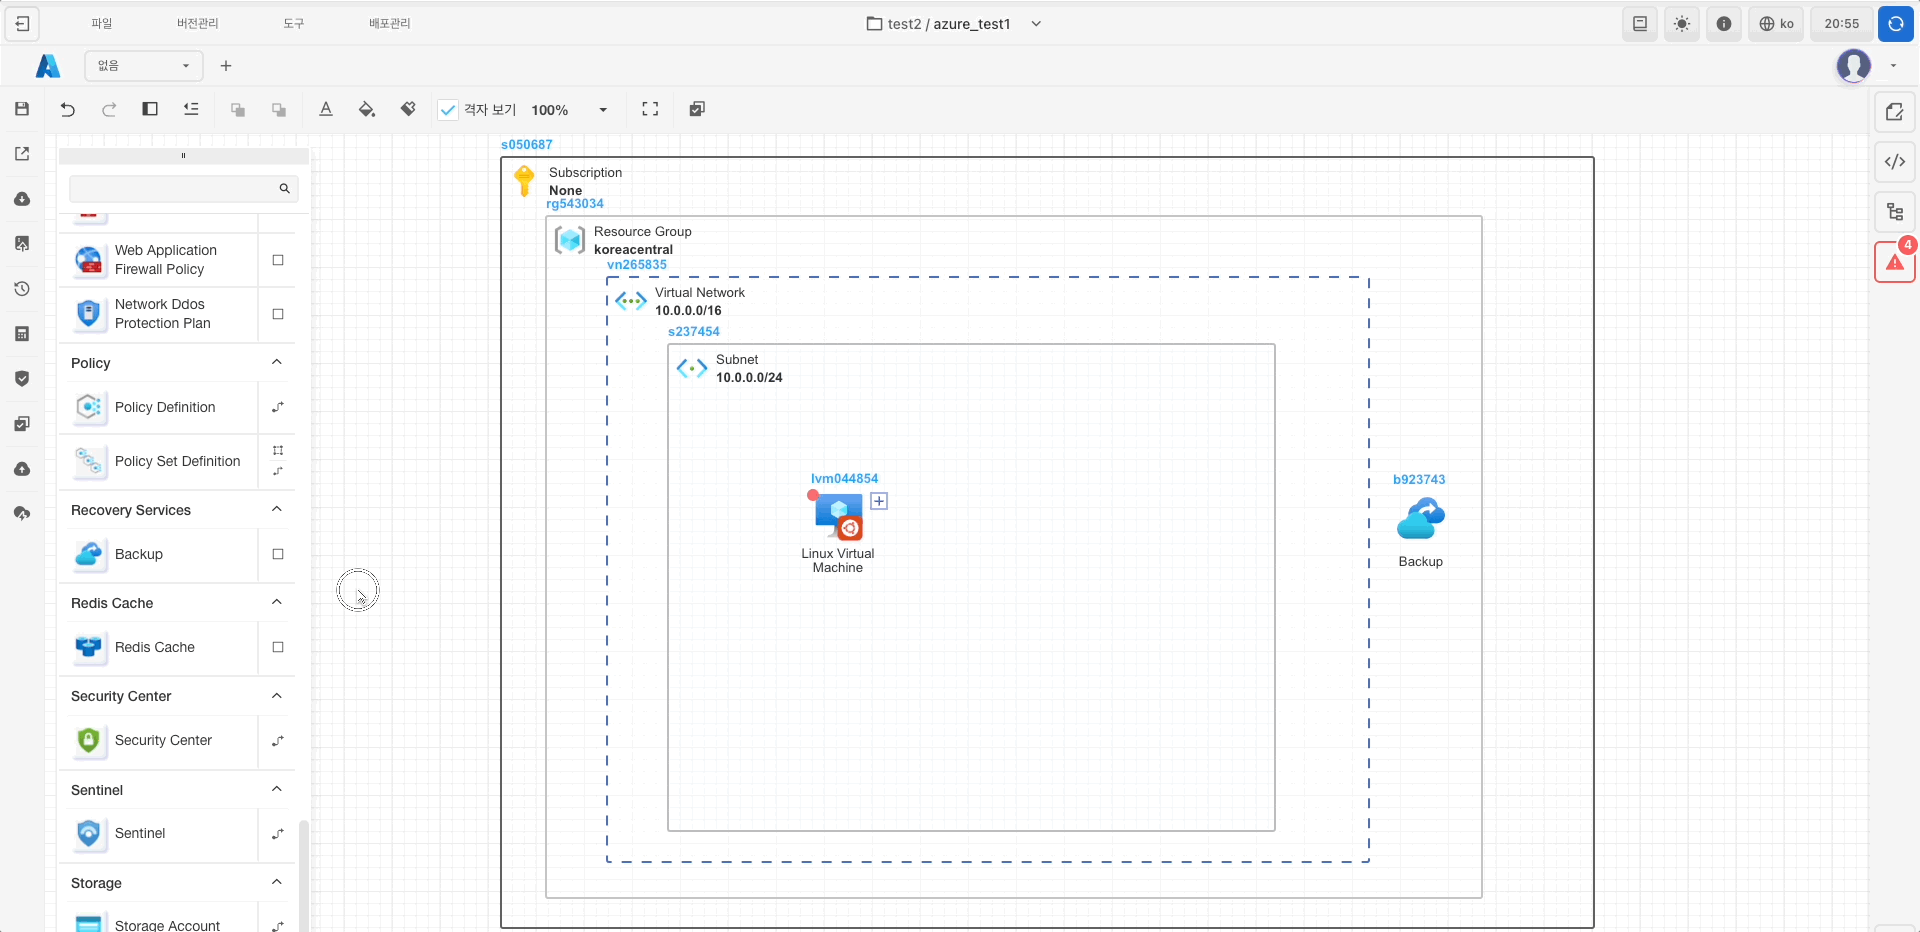 파일
버전관리
도구
배포관리
test2 / azure_test1
ko
20:55
없음
격자 보기
100%
4
Web Application
Firewall Policy
Network Ddos
Protection Plan
Policy
Policy Definition
Policy Set Definition
Recovery Services
Backup
Redis Cache
Redis Cache
Security Center
Security Center
Sentinel
Sentinel
Storage
Storage Account
s050687
Subscription
None
rg543034
Resource Group
koreacentral
vn265835
Virtual Network
10.0.0.0/16
s237454
Subnet
10.0.0.0/24
lvm044854
Linux Virtual
Machine
b923743
Backup